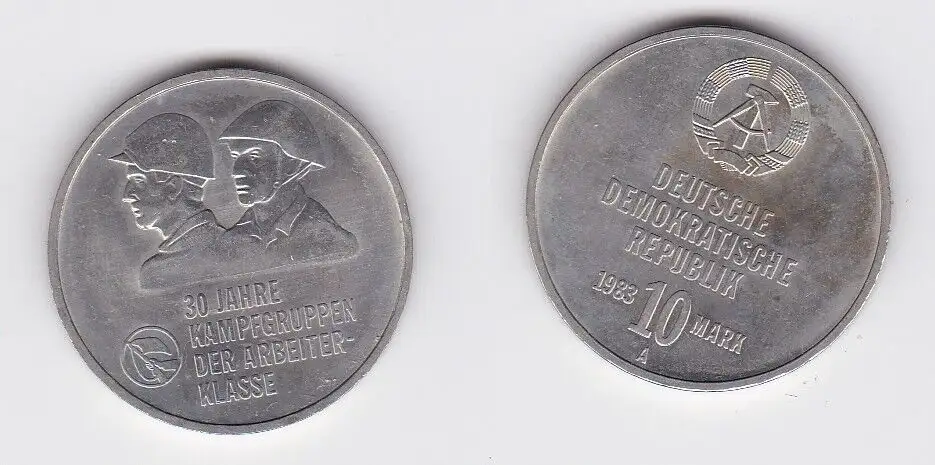 30 JAHRE
KAMPFGRUPPEN
DER ARBEITER-
KLASSE
DEUTSCHE
DEMOKRATISCHE
REPUBLIK
1983 10 MARK
A